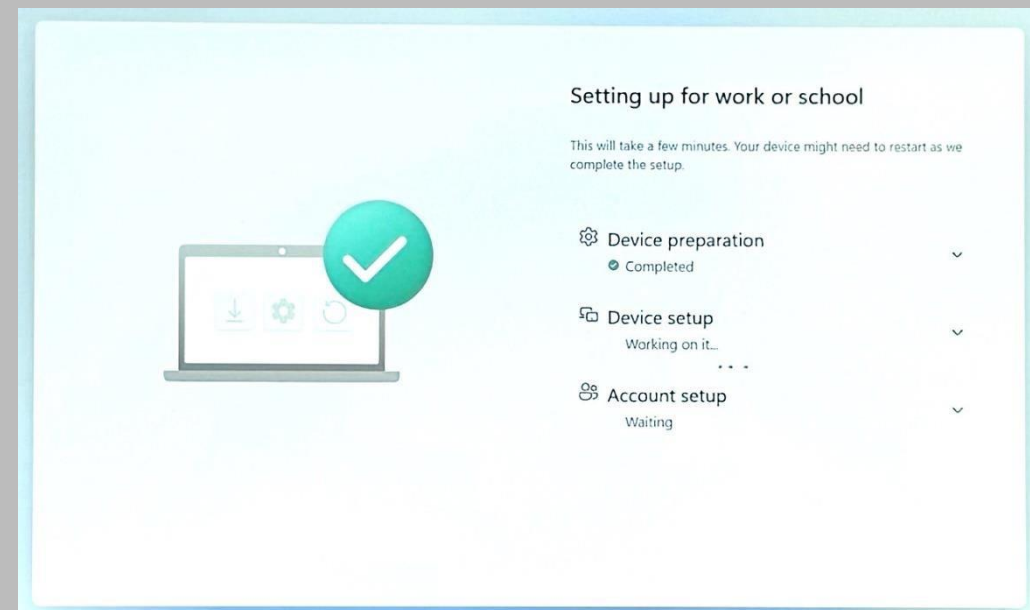 Setting up for work or school
This will take a few minutes. Your device might need to restart as we
complete the setup.
Device preparation
Completed
Device setup
Working on it...
Account setup
Waiting